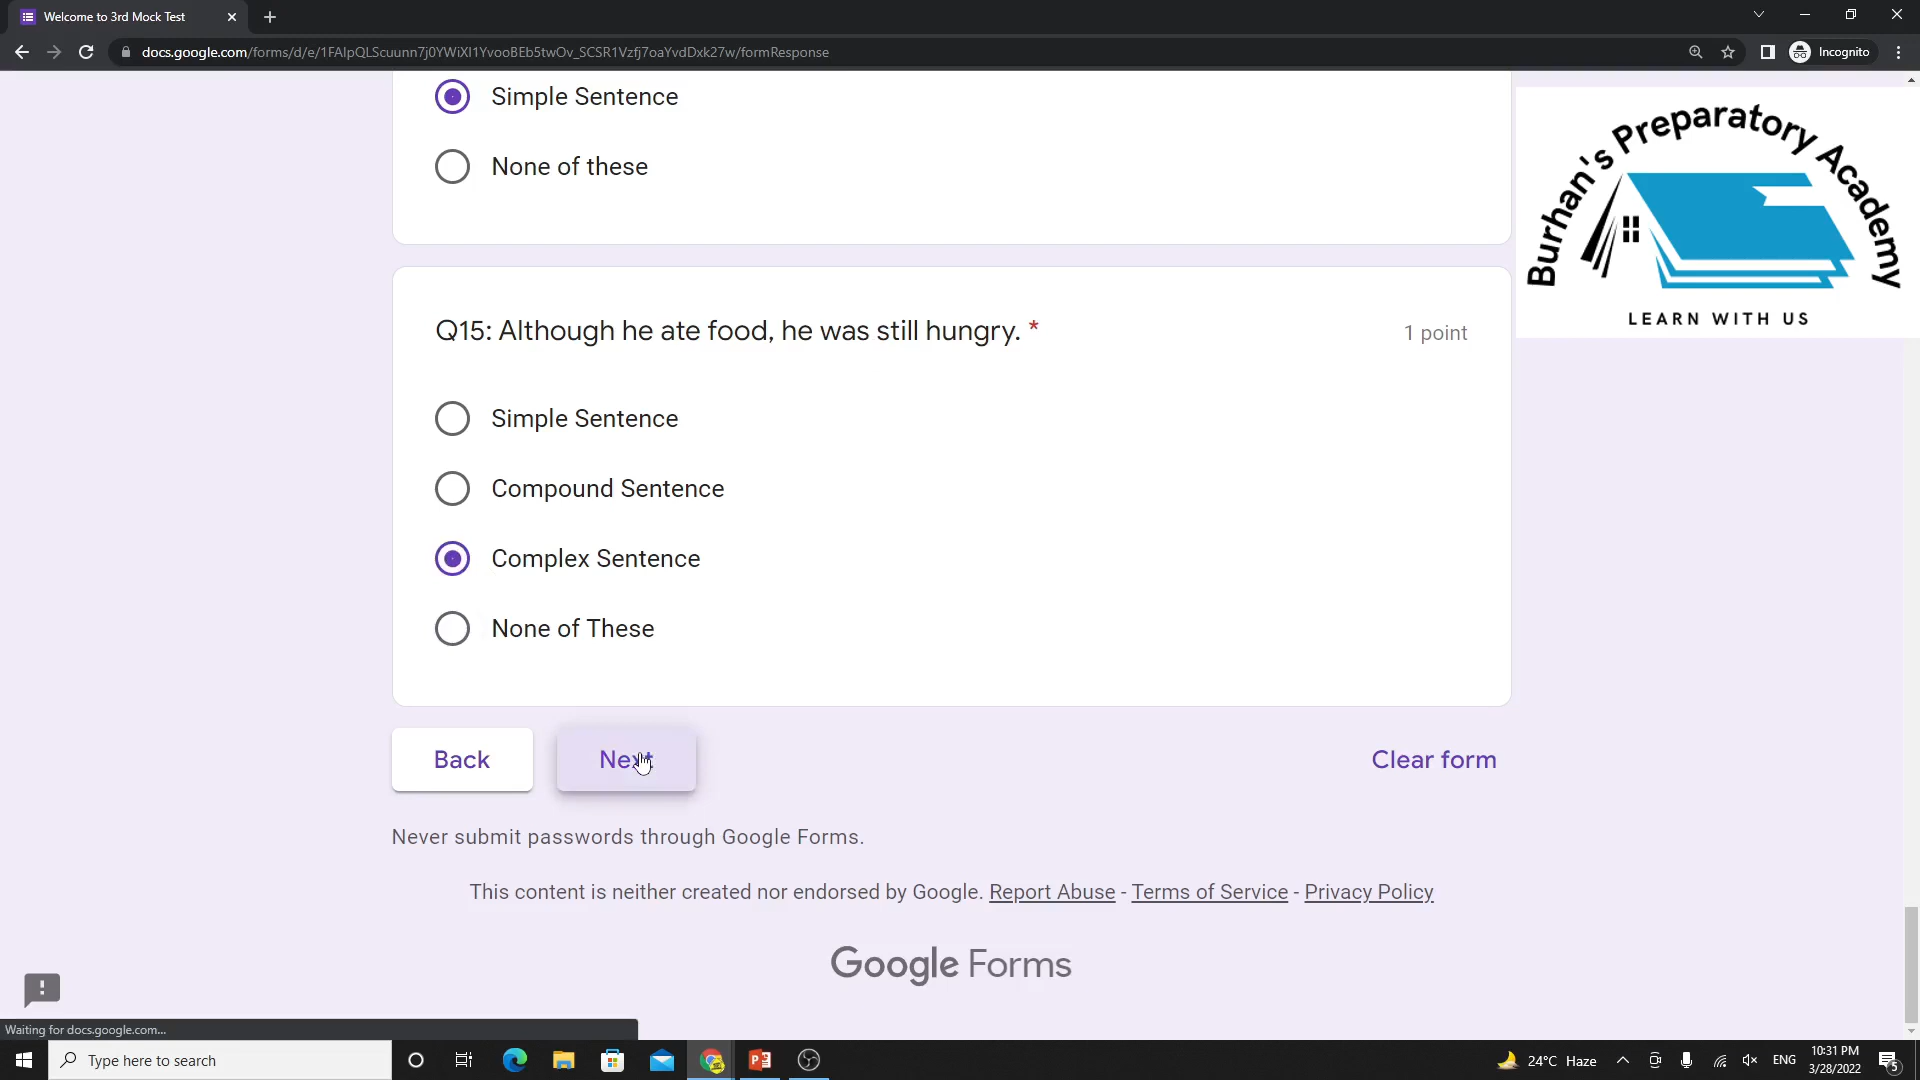 Welcome to 3rd Mock Test
docs.google.com/forms/d/e/1FAIpQLScuunn7j0YWiXI1YvooBEb5twOv_SCSR1Vzfj7oaYvdDxk27w/formResponse
Incognito
Simple Sentence
None of these
Burhan's Preparatory Academy
LEARN WITH US
Q15: Although he ate food, he was still hungry. *
1 point
Simple Sentence
Compound Sentence
Complex Sentence
None of These
Back
Next
Clear form
Never submit passwords through Google Forms.
This content is neither created nor endorsed by Google. Report Abuse - Terms of Service - Privacy Policy
Google Forms
Waiting for docs.google.com...
Type here to search
24°C Haze
ENG
10:31 PM
3/28/2022
5